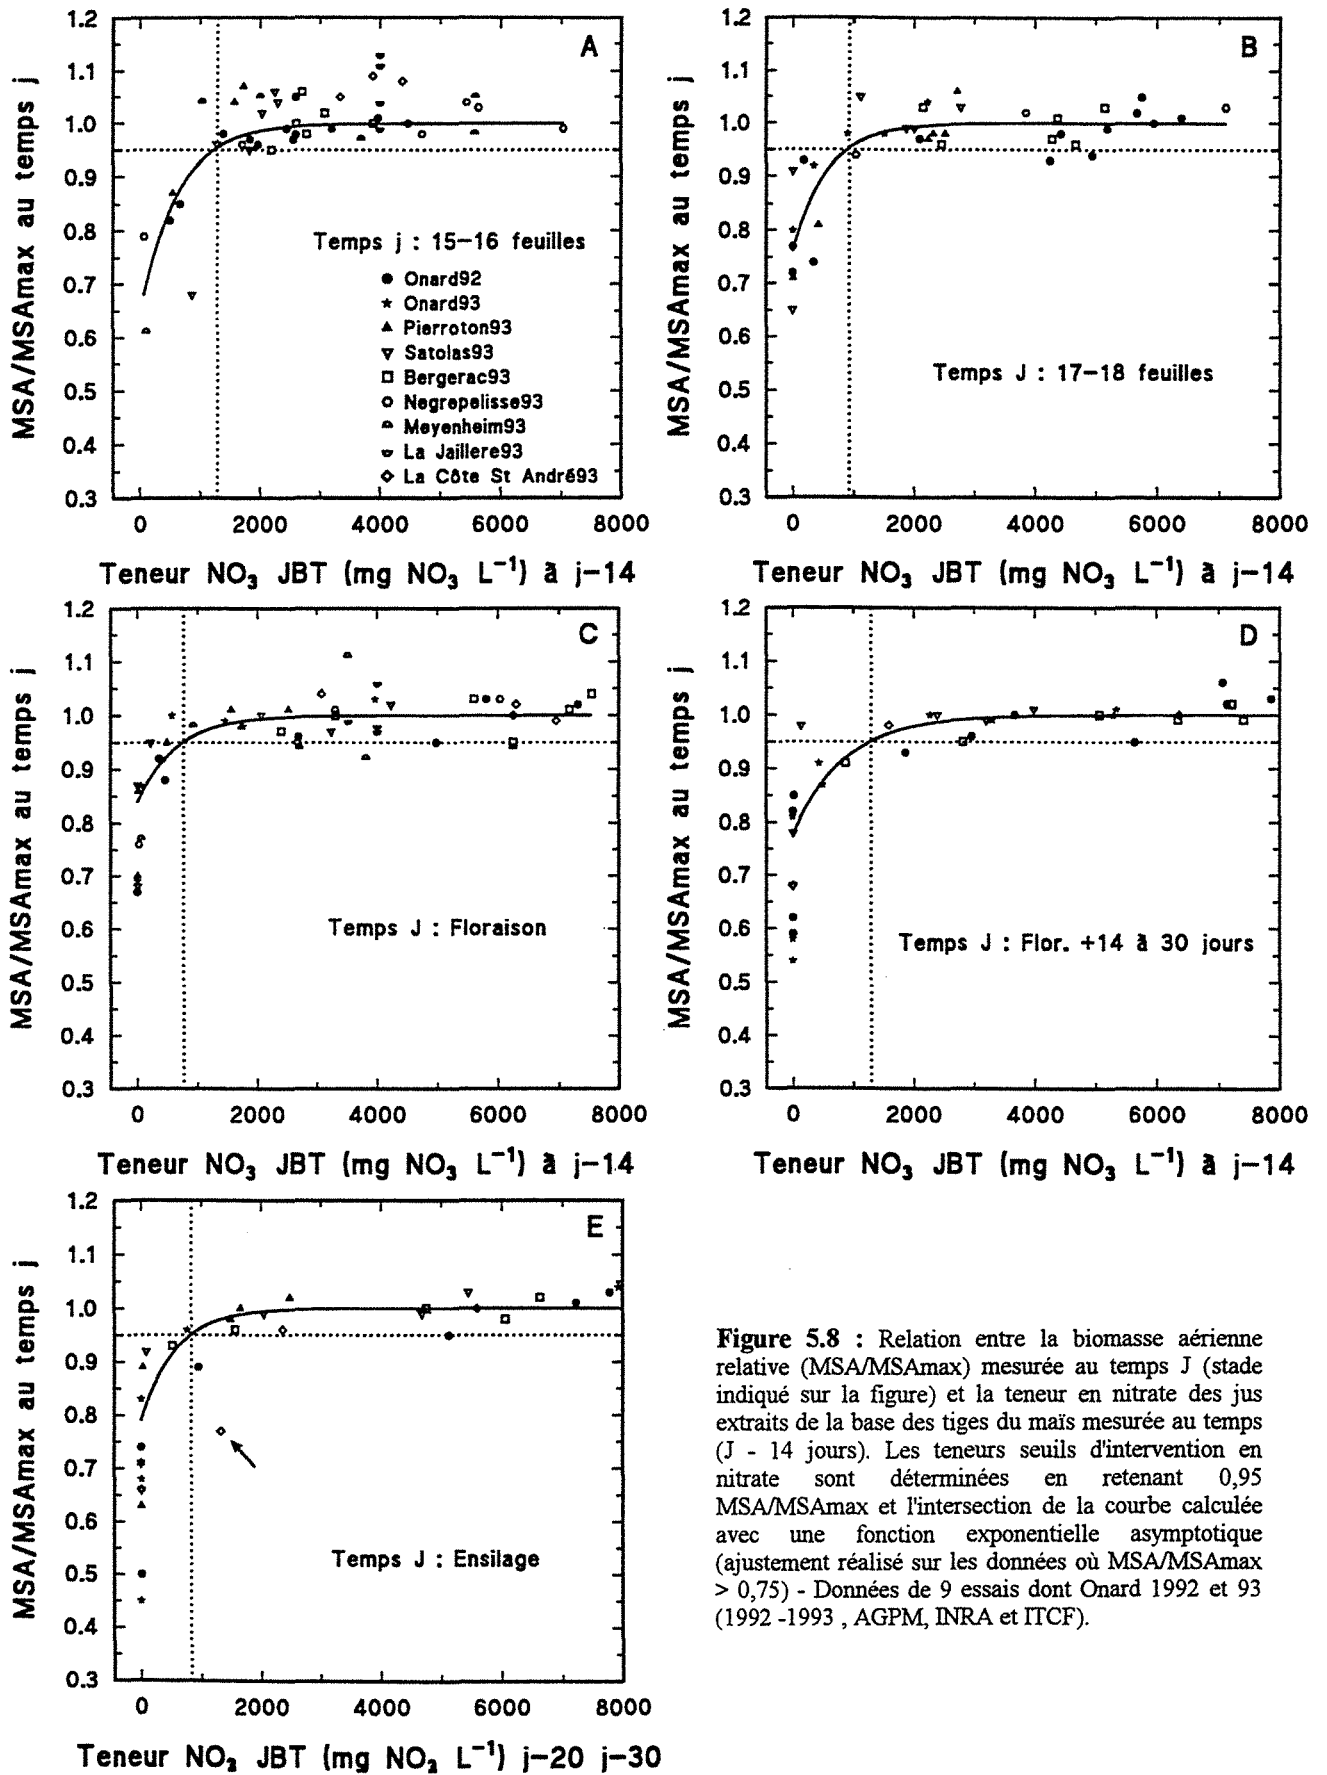 A
MSA/MSAmax au temps j
1.2
1.1
1.0
0.9
0.8
0.7
0.6
0.5
0.4
0.3
Temps j : 15-16 feuilles
Onard92
Onard93
Pierroton93
Satolas93
Bergerac93
Negrepelisse93
Meyenheim93
La Jaillere93
La Côte St André93
0 2000 4000 6000 8000
Teneur NO₃ JBT (mg NO₃ L⁻¹) à j-14
B
MSA/MSAmax au temps j
1.2
1.1
1.0
0.9
0.8
0.7
0.6
0.5
0.4
0.3
Temps J : 17-18 feuilles
0 2000 4000 6000 8000
Teneur NO₃ JBT (mg NO₃ L⁻¹) à j-14
C
MSA/MSAmax au temps j
1.2
1.1
1.0
0.9
0.8
0.7
0.6
0.5
0.4
0.3
Temps J : Floraison
0 2000 4000 6000 8000
Teneur NO₃ JBT (mg NO₃ L⁻¹) à j-14
D
MSA/MSAmax au temps j
1.2
1.1
1.0
0.9
0.8
0.7
0.6
0.5
0.4
0.3
Temps J : Flor. +14 à 30 jours
0 2000 4000 6000 8000
Teneur NO₃ JBT (mg NO₃ L⁻¹) à j-14
E
MSA/MSAmax au temps j
1.2
1.1
1.0
0.9
0.8
0.7
0.6
0.5
0.4
0.3
Temps J : Ensilage
0 2000 4000 6000 8000
Teneur NO₃ JBT (mg NO₃ L⁻¹) j-20 j-30
Figure 5.8 : Relation entre la biomasse aérienne
relative (MSA/MSAmax) mesurée au temps J (stade
indiqué sur la figure) et la teneur en nitrate des jus
extraits de la base des tiges du maïs mesurée au temps
(J - 14 jours). Les teneurs seuils d'intervention en
nitrate sont déterminées en retenant 0,95
MSA/MSAmax et l'intersection de la courbe calculée
avec une fonction exponentielle asymptotique
(ajustement réalisé sur les données où MSA/MSAmax
> 0,75) - Données de 9 essais dont Onard 1992 et 93
(1992 -1993 , AGPM, INRA et ITCF).